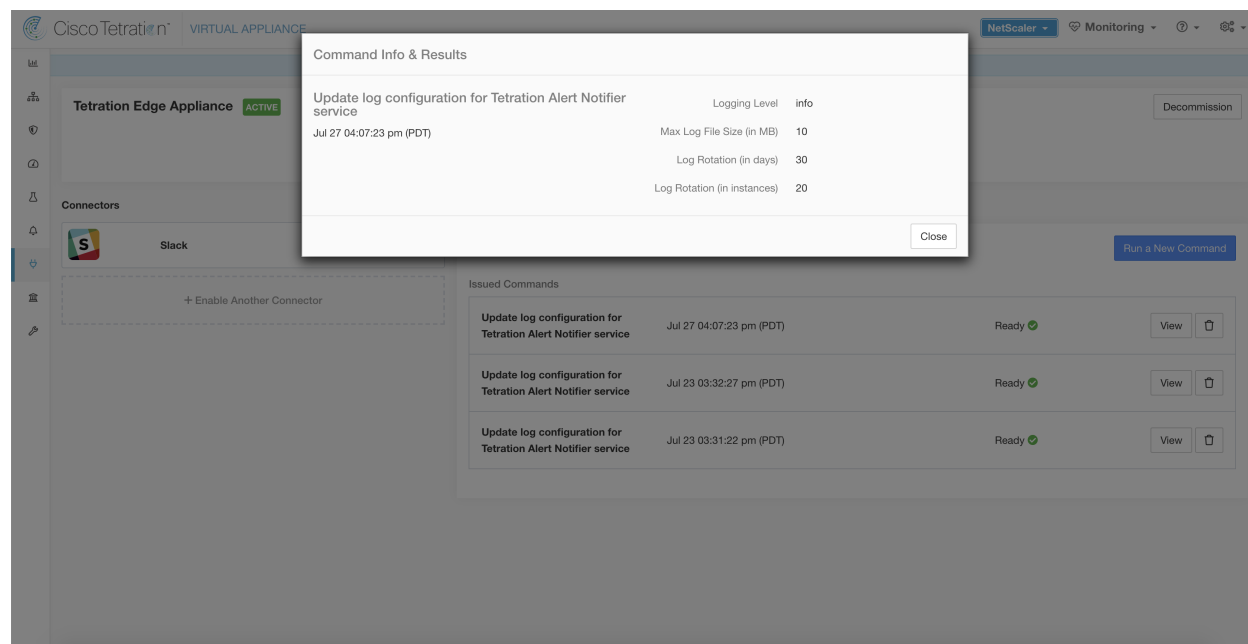 Cisco Tetration™
VIRTUAL APPLIANCE
NetScaler
Monitoring
Tetration Edge Appliance ACTIVE
Decommission
Command Info & Results
Update log configuration for Tetration Alert Notifier
service
Jul 27 04:07:23 pm (PDT)
Logging Level info
Max Log File Size (in MB) 10
Log Rotation (in days) 30
Log Rotation (in instances) 20
Close
Connectors
S
Slack
+ Enable Another Connector
Run a New Command
Issued Commands
Update log configuration for
Tetration Alert Notifier service
Jul 27 04:07:23 pm (PDT)
Ready
View
Update log configuration for
Tetration Alert Notifier service
Jul 23 03:32:27 pm (PDT)
Ready
View
Update log configuration for
Tetration Alert Notifier service
Jul 23 03:31:22 pm (PDT)
Ready
View